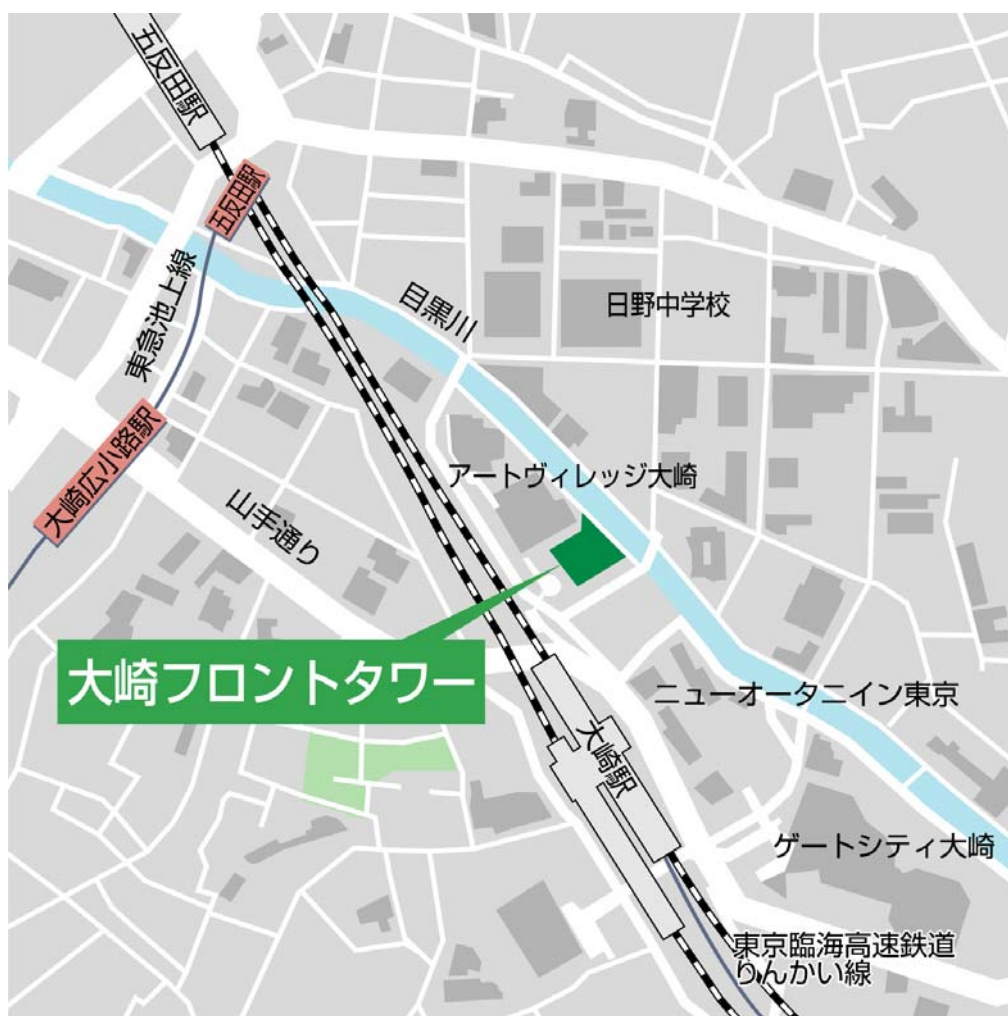 五反田駅
五反田駅
東急池上線
目黒川
日野中学校
大崎広小路駅
山手通り
アートヴィレッジ大崎
大崎フロントタワー
ニューオータニイン東京
大崎駅
ゲートシティ大崎
東京臨海高速鉄道
りんかい線